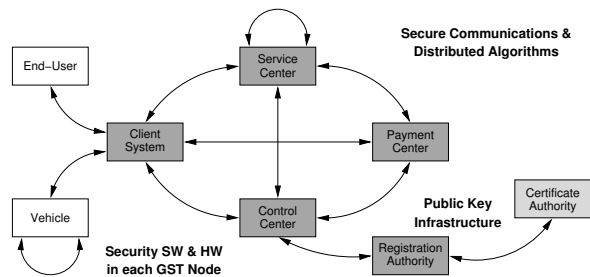 Service
Center
Secure Communications &
Distributed Algorithms
End−User
Client
System
Payment
Center
Vehicle
Control
Center
Public Key
Infrastructure
Certificate
Authority
Security SW & HW
in each GST Node
Registration
Authority